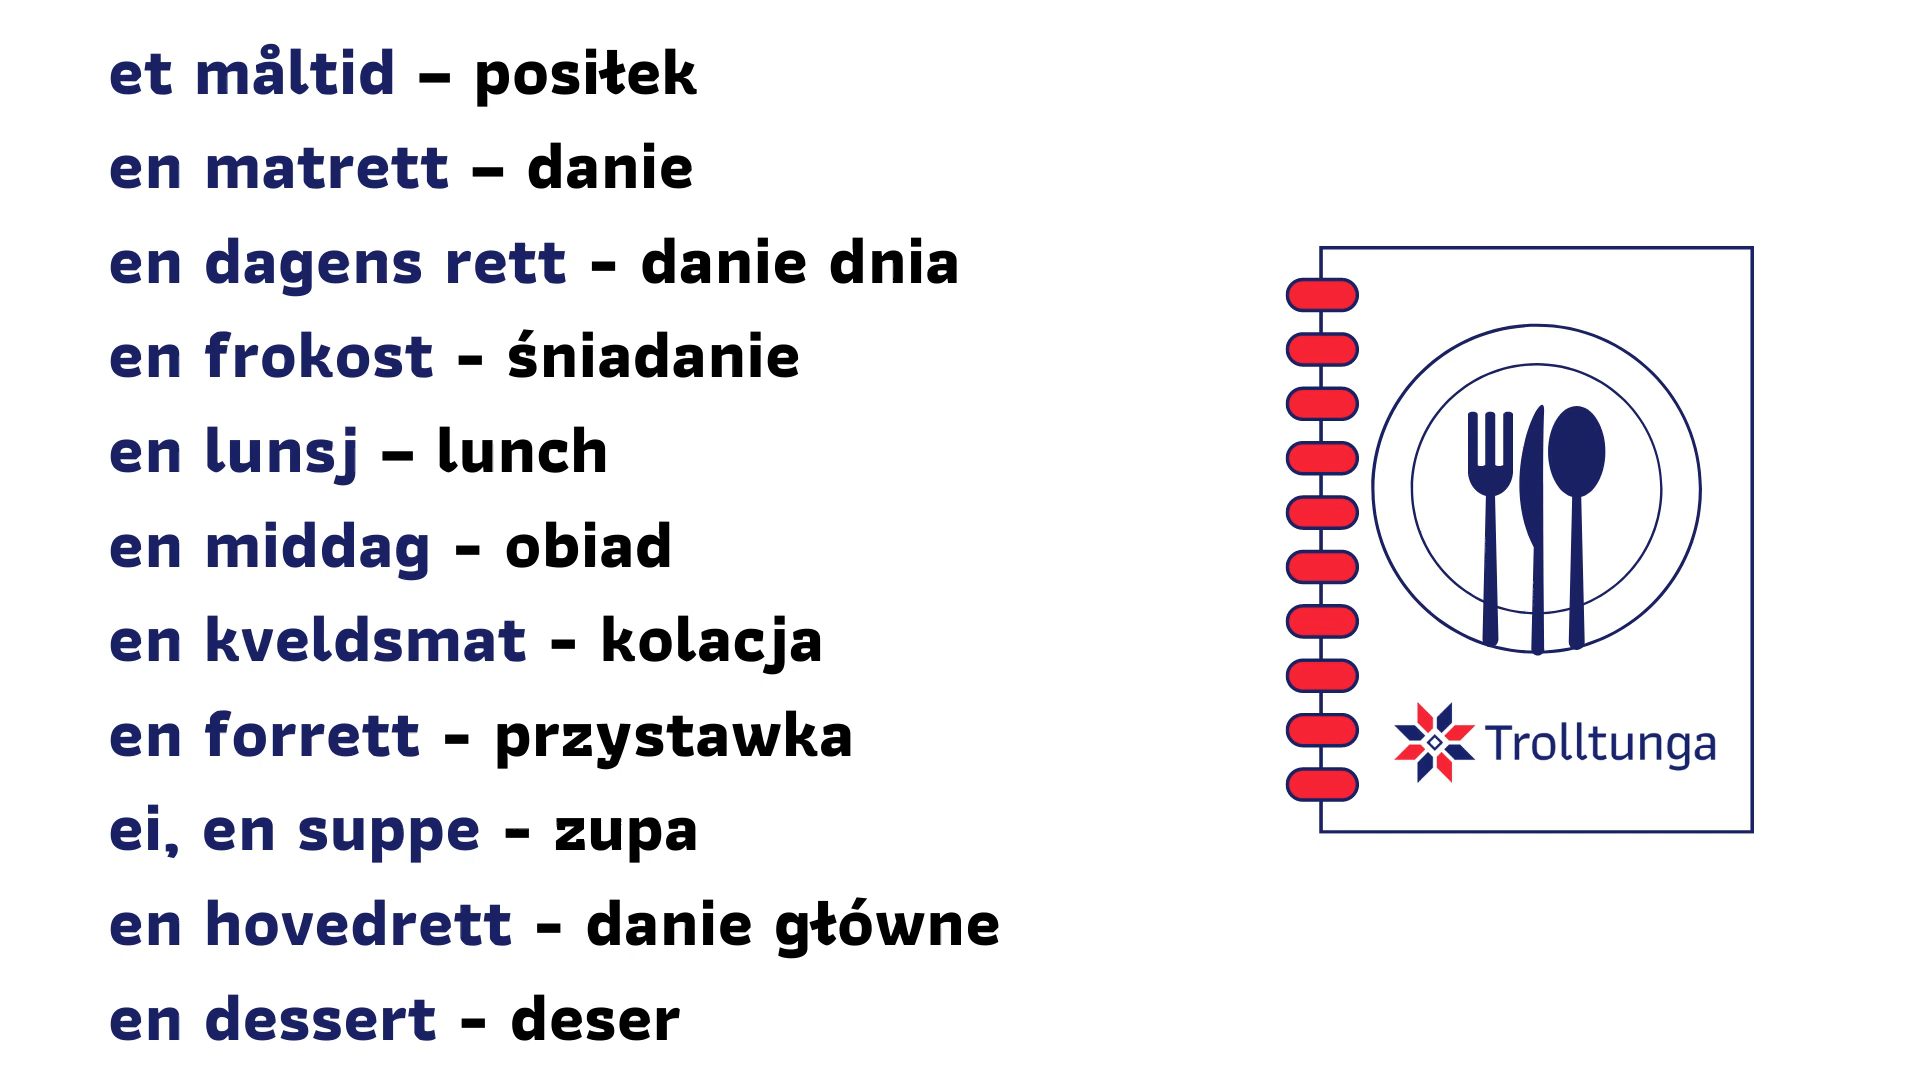 et måltid – posiłek
en matrett – danie
en dagens rett - danie dnia
en frokost - śniadanie
en lunsj – lunch
en middag - obiad
en kveldsmat - kolacja
en forrett - przystawka
ei, en suppe - zupa
en hovedrett - danie główne
en dessert - deser
Trolltunga